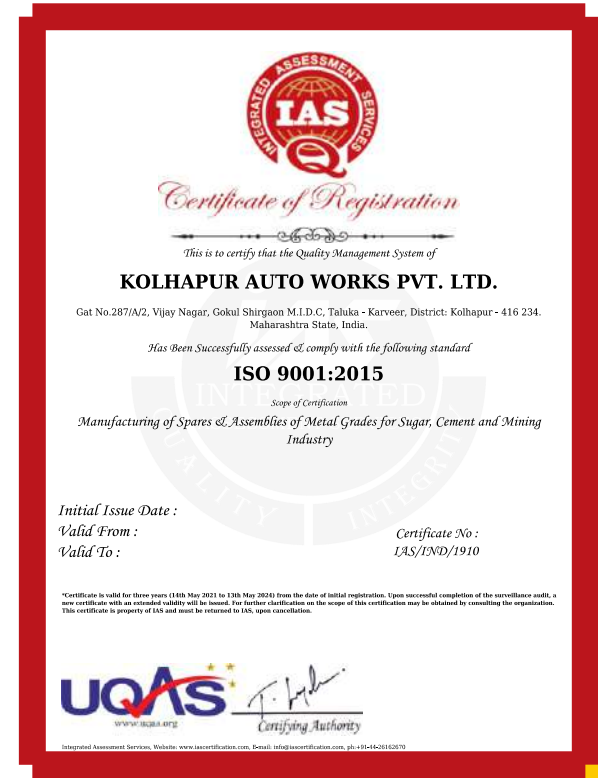 INTEGRATED ASSESSMENT SERVICES
IAS
Q
Certificate of Registration
This is to certify that the Quality Management System of
KOLHAPUR AUTO WORKS PVT. LTD.
Gat No.287/A/2, Vijay Nagar, Gokul Shirgaon M.I.D.C, Taluka - Karveer, District: Kolhapur - 416 234.
Maharashtra State, India.
Has Been Successfully assessed & comply with the following standard
ISO 9001:2015
INTEGRATED
Scope of Certification
Manufacturing of Spares & Assemblies of Metal Grades for Sugar, Cement and Mining
Industry
QUALITY INTEGRITY
Initial Issue Date :
Valid From :
Valid To :
Certificate No :
IAS/IND/1910
*Certificate is valid for three years (14th May 2021 to 13th May 2024) from the date of initial registration. Upon successful completion of the surveillance audit, a
new certificate with an extended validity will be issued. For further clarification on the scope of this certification may be obtained by consulting the organization.
This certificate is property of IAS and must be returned to IAS, upon cancellation.
UQAS
www.uqas.org
Certifying Authority
Integrated Assessment Services, Website: www.iascertification.com, E-mail: info@iascertification.com, ph:+91-44-26162670